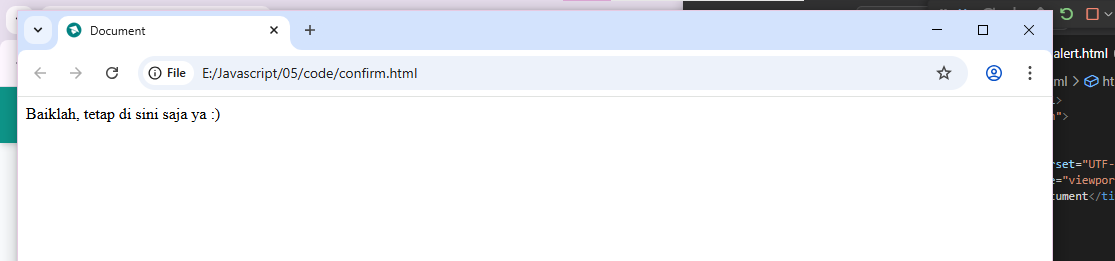 Document
File
E:/Javascript/05/code/confirm.html
Baiklah, tetap di sini saja ya :)
alert.html
ml > ht
">
rset="UTF-
e="viewpor
cument</ti